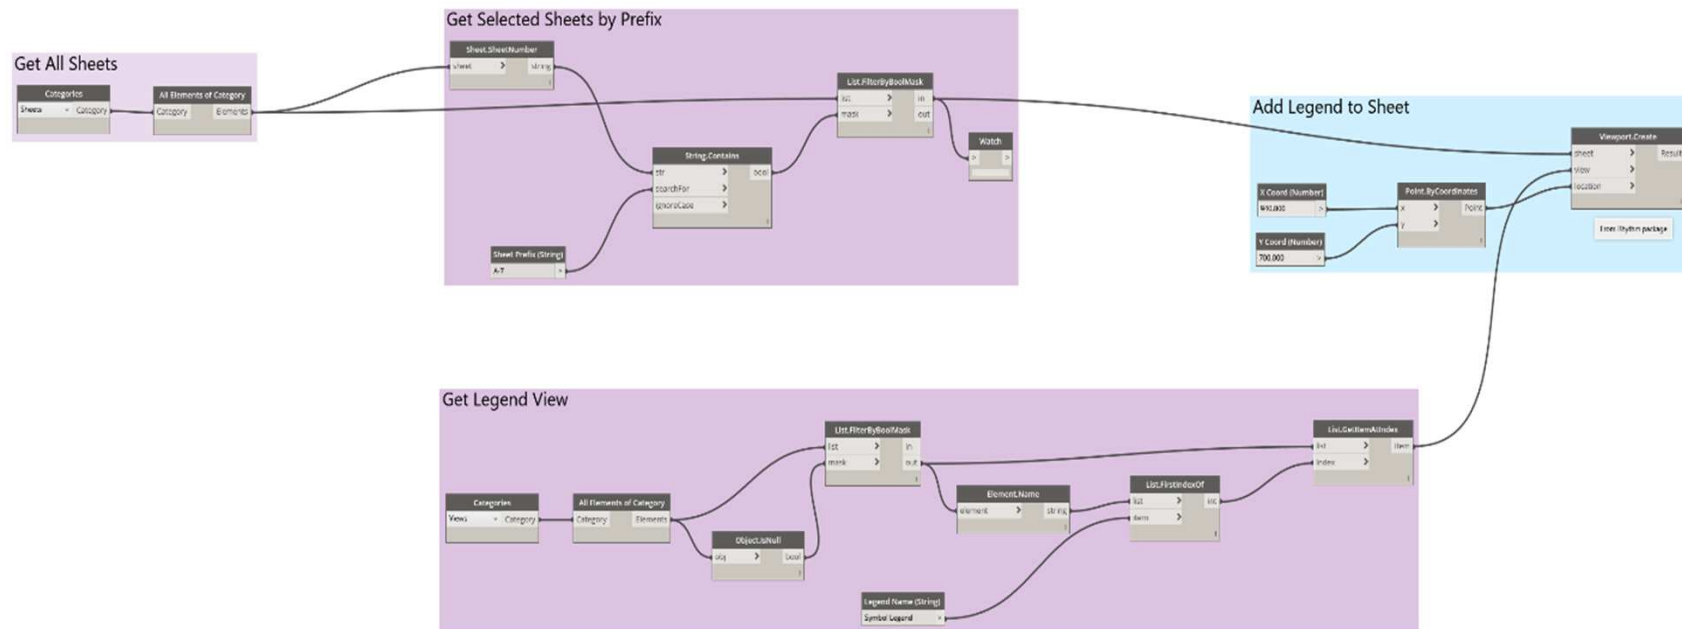 Get All Sheets
Categories
Sheets Category
All Elements of Category
Category Elements
Get Selected Sheets by Prefix
Sheet.SheetNumber
sheet > string
String.Contains
str > bool
searchFor >
ignoreCase >
Sheet Prefix (String)
A-T >
List.FilterByBoolMask
list > in
mask > out
Watch
> >
Add Legend to Sheet
X Coord (Number)
>
Y Coord (Number)
700.000 >
Point.ByCoordinates
x > Point
y >
Viewport.Create
sheet > Result
view >
location >
From Rhythm package
Get Legend View
Categories
Views Category
All Elements of Category
Category Elements
Object.IsNull
obj > bool
List.FilterByBoolMask
list > in
mask > out
Element.Name
element > string
Legend Name (String)
Symbol Legend >
List.FirstIndexOf
list > int
item >
List.GetItemAtIndex
list > item
index >